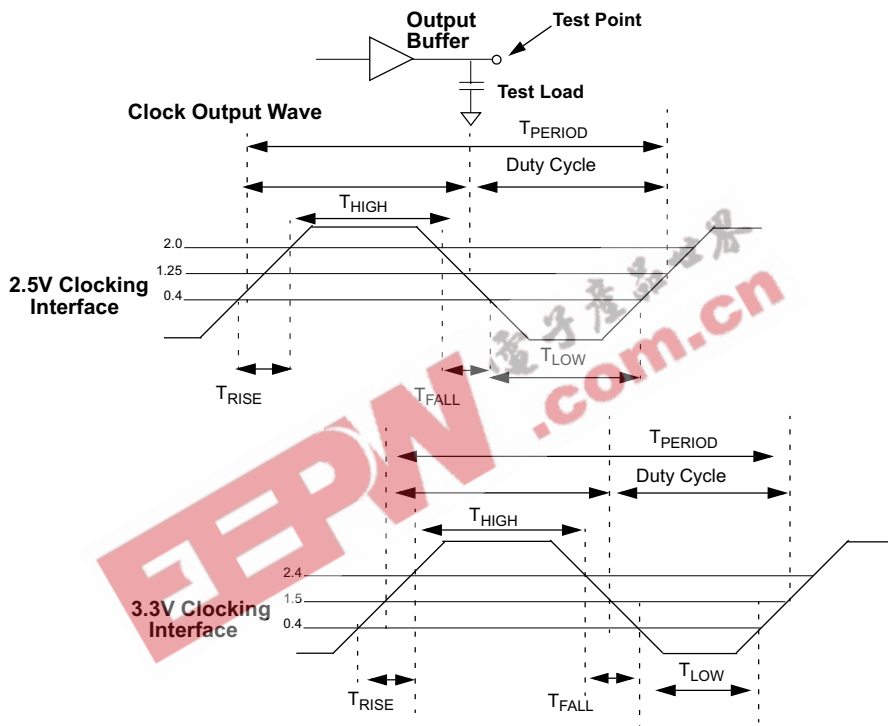 Output
Buffer
Test Point
Test Load
Clock Output Wave
TPERIOD
Duty Cycle
THIGH
2.0
1.25
0.4
2.5V Clocking
Interface
TRISE
TFALL
TLOW
電子產品世界
EEPW.com.cn
TPERIOD
Duty Cycle
THIGH
2.4
1.5
0.4
3.3V Clocking
Interface
TRISE
TFALL
TLOW